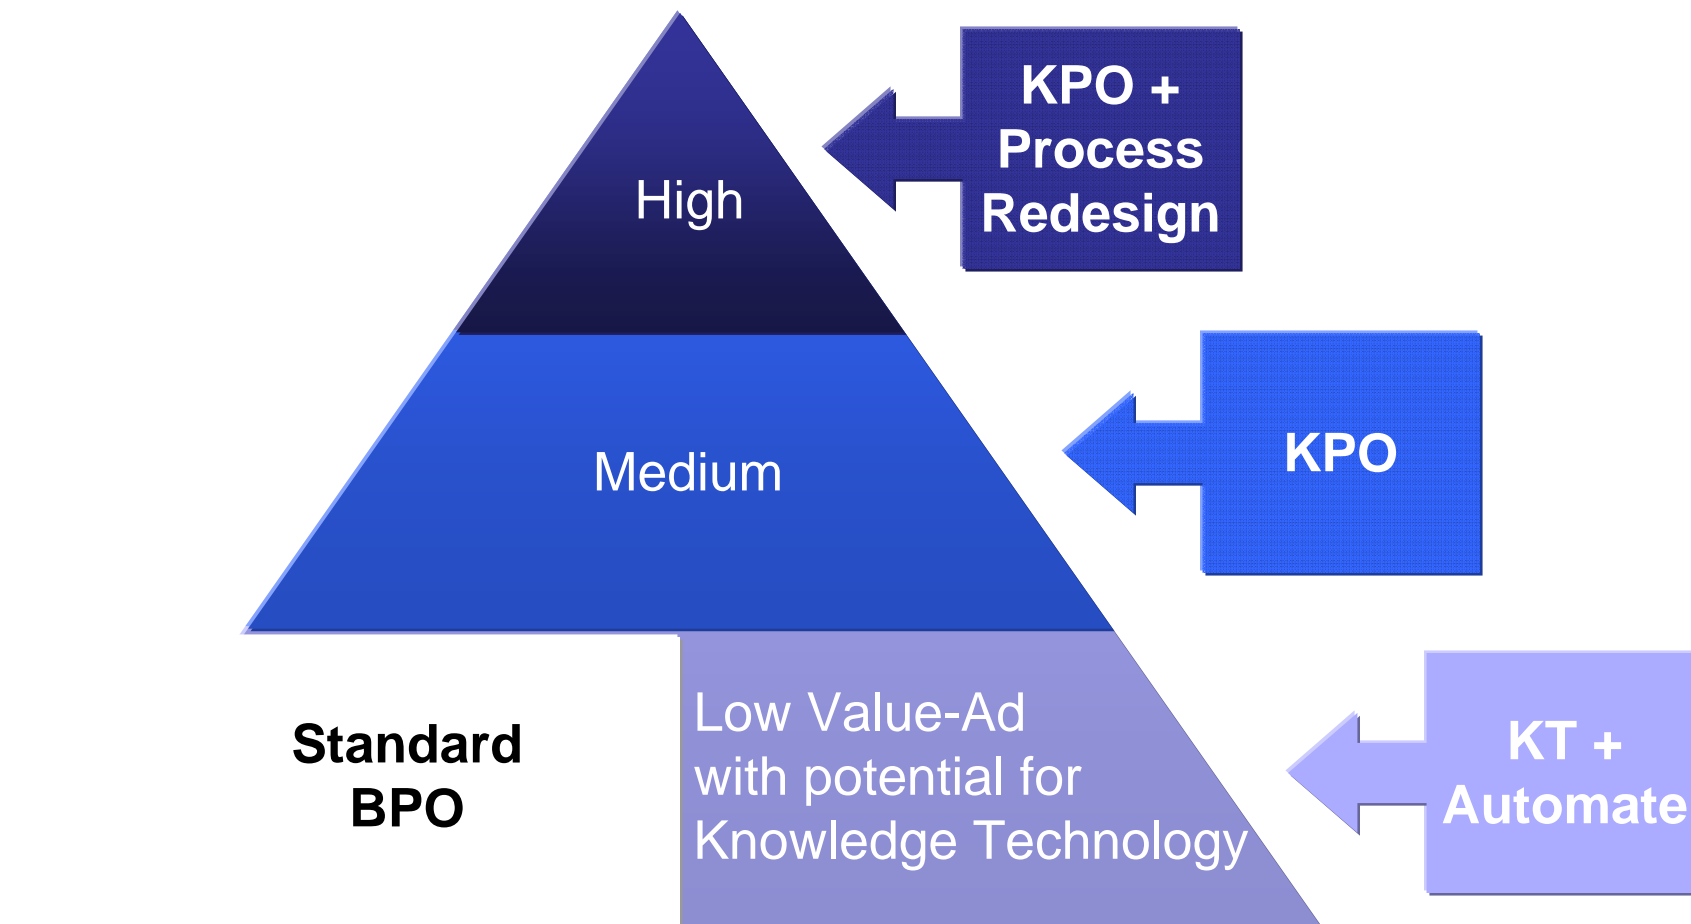 KPO +
Process
Redesign
High
KPO
Medium
Low Value-Ad
with potential for
Knowledge Technology
Standard
BPO
KT +
Automate